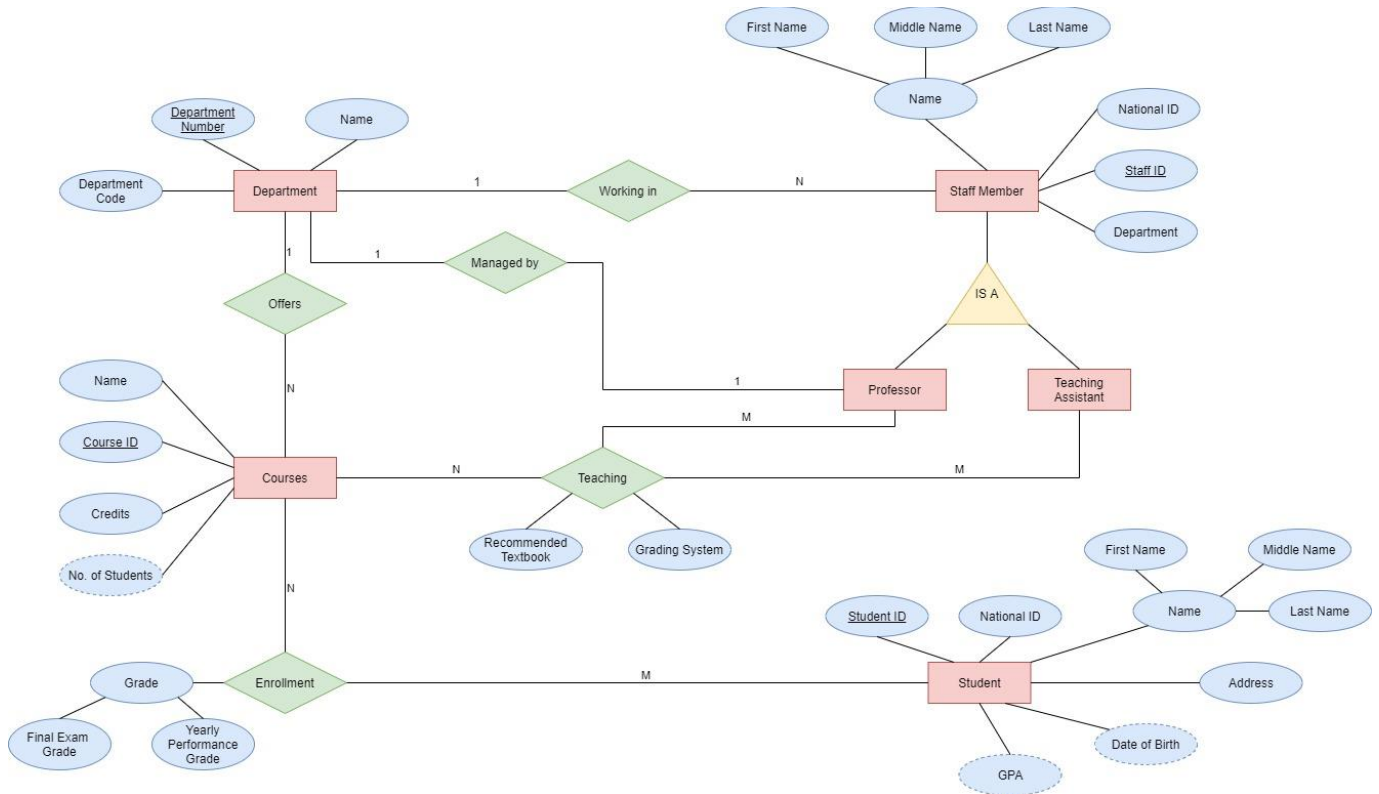 First Name
Middle Name
Last Name
Name
Department
Number
Name
National ID
Staff ID
Department
Department
Code
Department
1
Working in
N
Staff Member
1
1
Managed by
IS A
Offers
Name
N
1
Professor
Teaching
Assistant
M
Course ID
Courses
N
Teaching
M
Credits
No. of Students
Recommended
Textbook
Grading System
N
First Name
Middle Name
Student ID
National ID
Name
Last Name
Grade
Enrollment
M
Student
Address
Final Exam
Grade
Yearly
Performance
Grade
Date of Birth
GPA